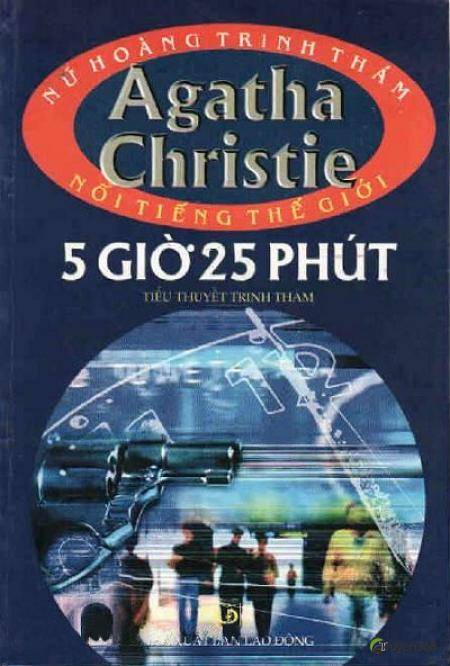 NỮ HOÀNG TRINH THÁM
Agatha
Christie
NỔI TIẾNG THẾ GIỚI
5 GIỜ 25 PHÚT
TIỂU THUYẾT TRINH THÁM
XUẤT BẢN LAO ĐỘNG